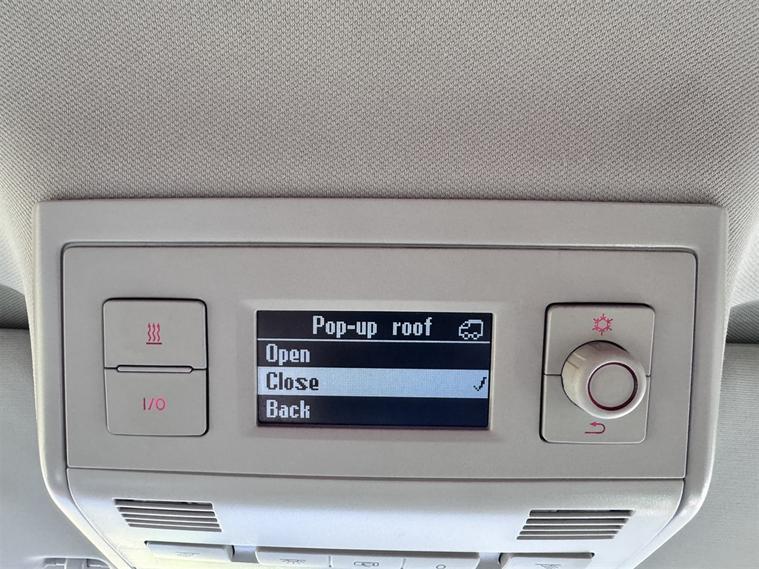 Pop-up roof
Open
Close
Back
I/O